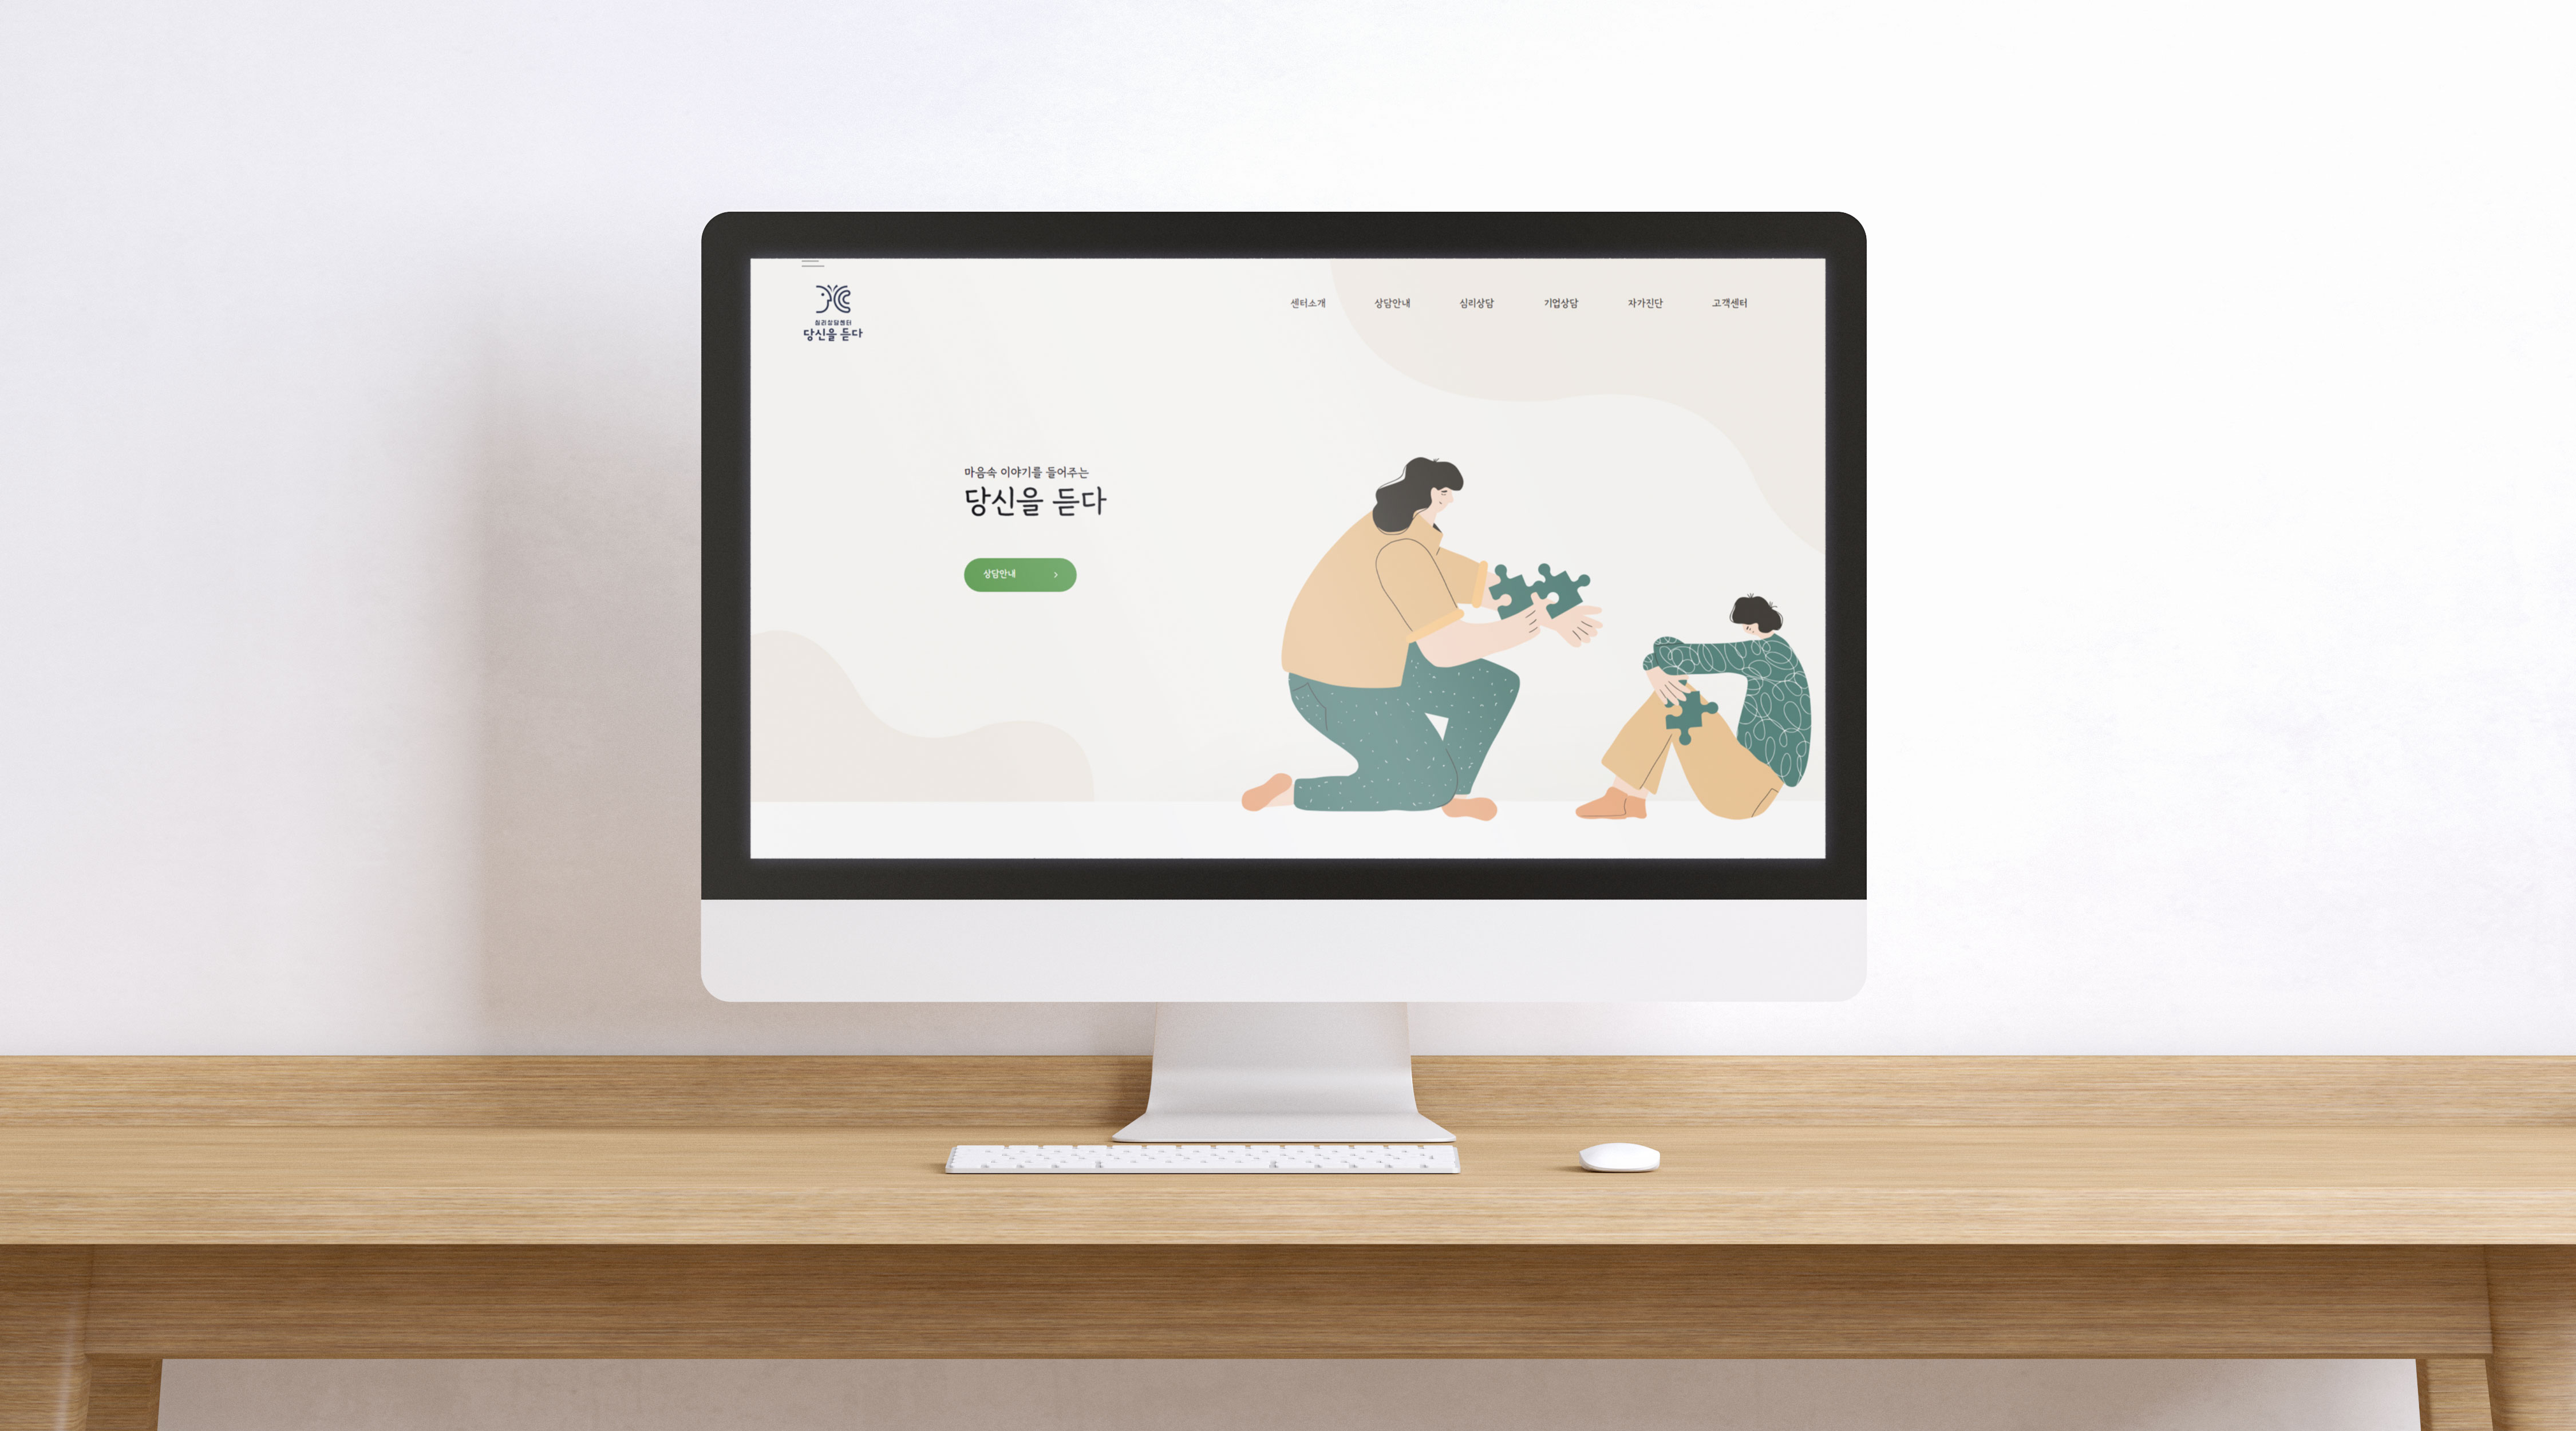 심리상담센터
당신을 듣다
센터소개 상담안내 심리상담 기업상담 자가진단 고객센터
마음속 이야기를 들어주는
당신을 듣다
상담안내